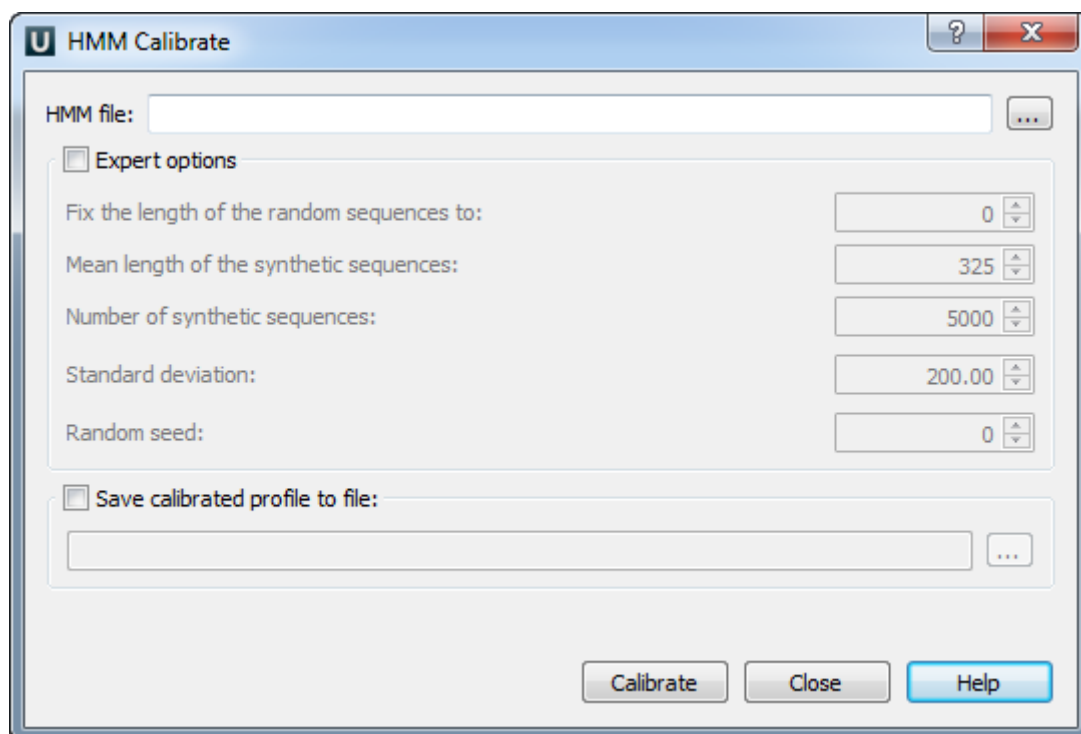 U HMM Calibrate
HMM file: ...
Expert options
Fix the length of the random sequences to: 0
Mean length of the synthetic sequences: 325
Number of synthetic sequences: 5000
Standard deviation: 200.00
Random seed: 0
Save calibrated profile to file:
...
Calibrate Close Help